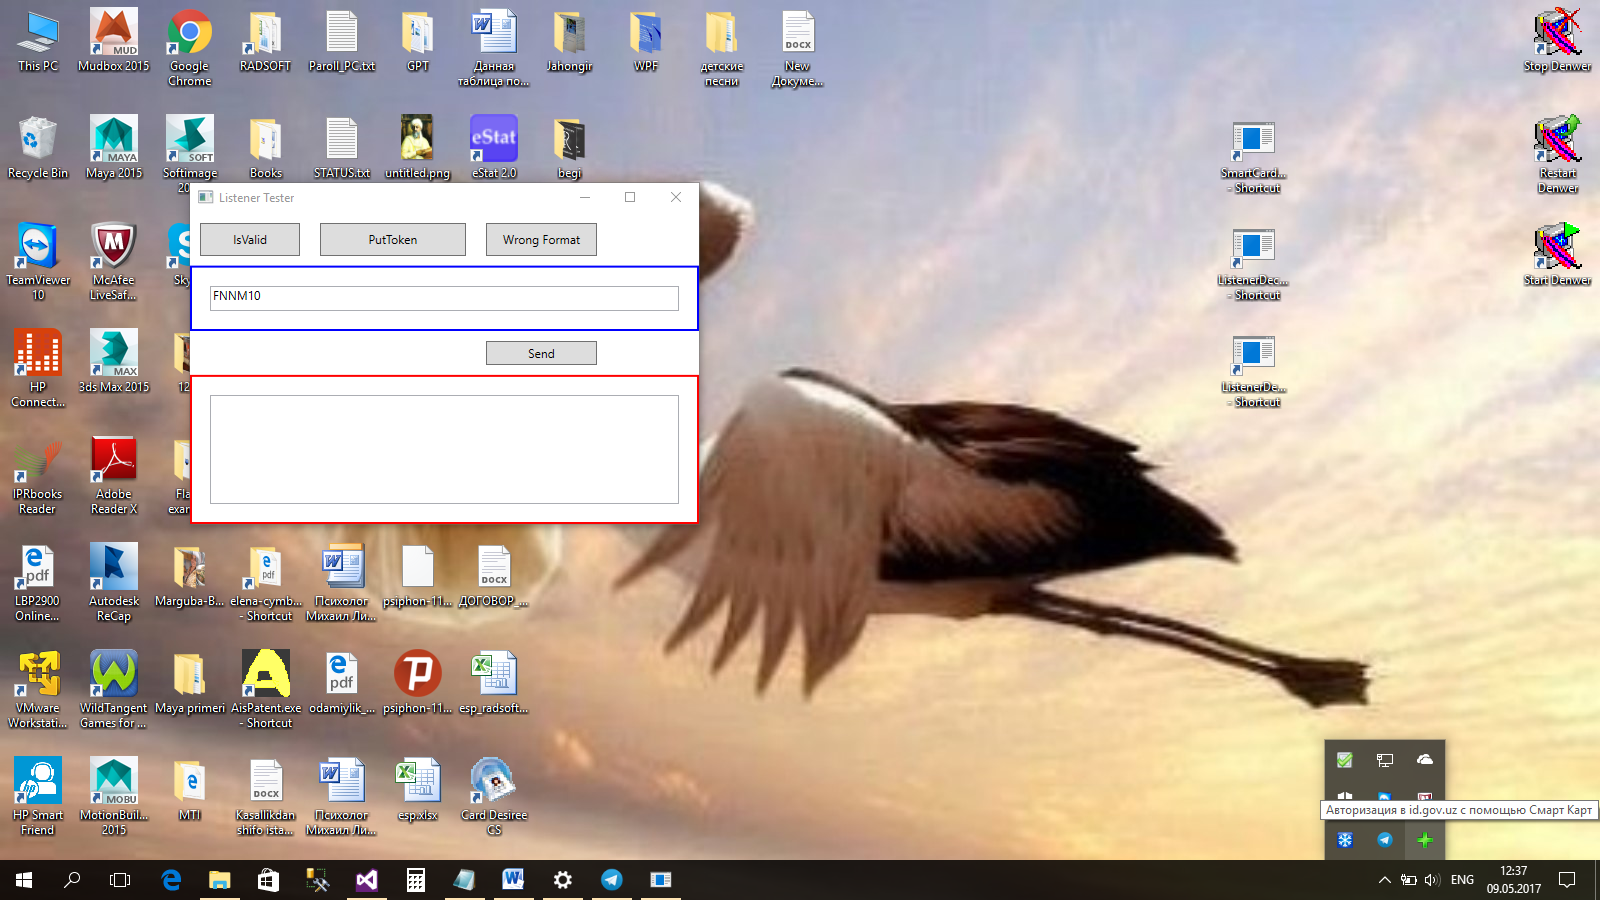 This PC
Mudbox 2015
Google
Chrome
RADSOFT
Paroll_PC.txt
GPT
Данная
таблица по...
Jahongir
WPF
детские
песни
New
Докуме...
Stop Denwer
Recycle Bin
Maya 2015
Softimage
STATUS.txt
Books
untitled.png
eStat
eStat 2.0
begi
SmartCard...
- Shortcut
Restart
Denwer
Listener Tester
IsValid
PutToken
Wrong Format
FNNM10
Send
TeamViewer
10
McAfee
LiveSaf...
Sky
ListenerDec...
- Shortcut
Start Denwer
HP
Connect...
3ds Max 2015
12
ListenerDe...
- Shortcut
IPRbooks
Reader
Adobe
Reader X
Fla
exam
LBP2900
Online...
Autodesk
ReCap
Marguba-B...
elena-cymb...
- Shortcut
Психолог
Михаил Ли...
psiphon-11...
ДОГОВОР_...
VMware
Workstati...
WildTangent
Games for ...
Maya primeri
AisPatent.exe
- Shortcut
odamiylik_...
psiphon-11...
esp_radsoft...
HP Smart
Friend
MotionBuil...
2015
MTI
Kasallikdan
shifo ista...
Психолог
Михаил Ли...
esp.xlsx
Card Desiree
CS
Авторизация в id.gov.uz с помощью Смарт Карт
ENG
12:37
09.05.2017